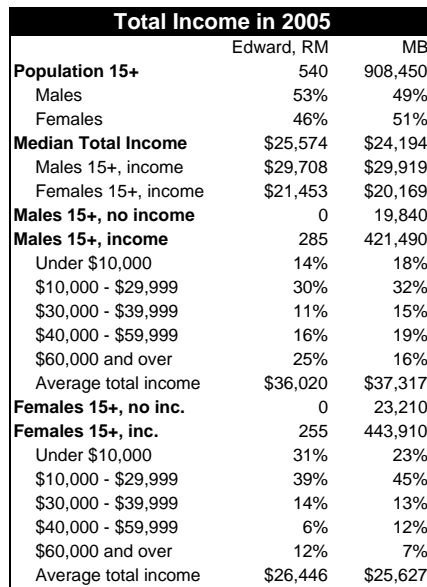 Total Income in 2005
Edward, RM MB
Population 15+ 540 908,450
Males 53% 49%
Females 46% 51%
Median Total Income $25,574 $24,194
Males 15+, income $29,708 $29,919
Females 15+, income $21,453 $20,169
Males 15+, no income 0 19,840
Males 15+, income 285 421,490
Under $10,000 14% 18%
$10,000 - $29,999 30% 32%
$30,000 - $39,999 11% 15%
$40,000 - $59,999 16% 19%
$60,000 and over 25% 16%
Average total income $36,020 $37,317
Females 15+, no inc. 0 23,210
Females 15+, inc. 255 443,910
Under $10,000 31% 23%
$10,000 - $29,999 39% 45%
$30,000 - $39,999 14% 13%
$40,000 - $59,999 6% 12%
$60,000 and over 12% 7%
Average total income $26,446 $25,627